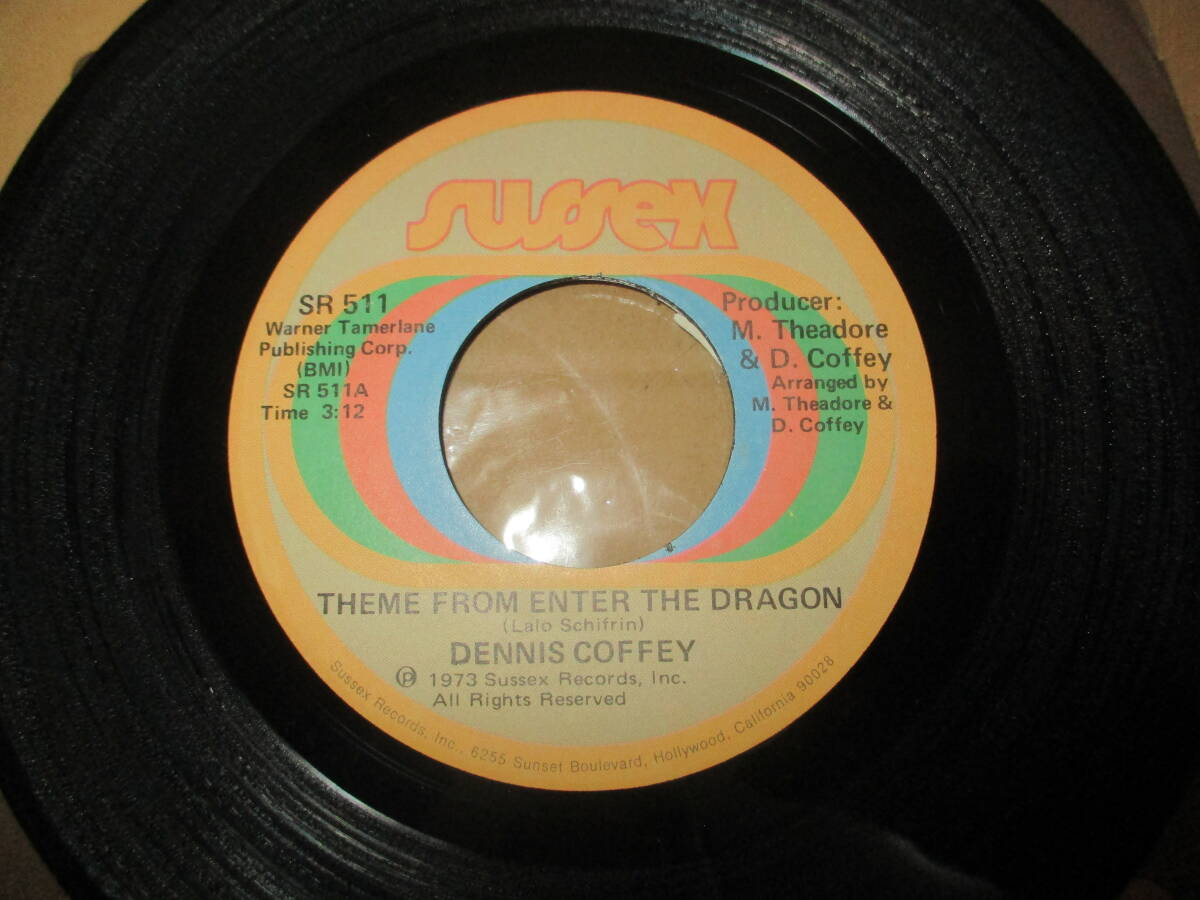 sussex
SR 511
Warner Tamerlane
Publishing Corp.
(BMI)
SR 511A
Time 3:12
Producer:
M. Theadore
& D. Coffey
Arranged by
M. Theadore &
D. Coffey
THEME FROM ENTER THE DRAGON
(Lalo Schifrin)
DENNIS COFFEY
℗ 1973 Sussex Records, Inc.
All Rights Reserved
Sussex Records, Inc., 6255 Sunset Boulevard, Hollywood, California 90028